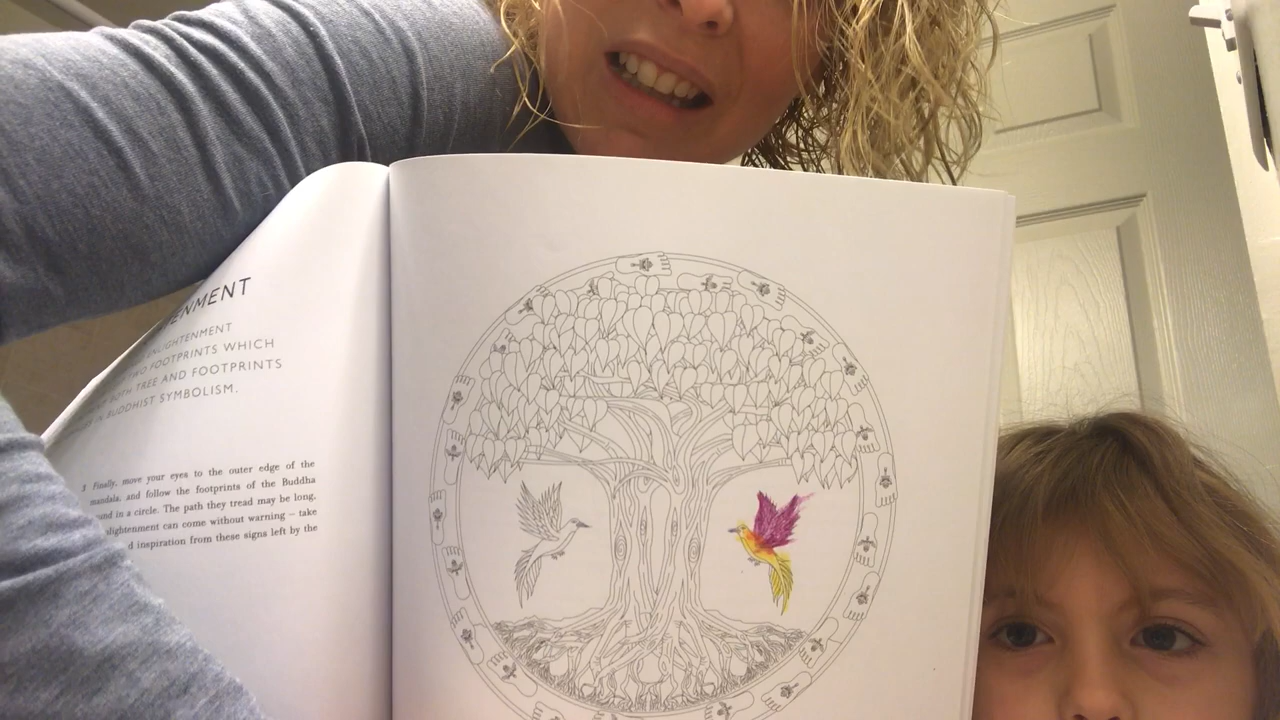 ENMENT
ENLIGHTENMENT
TWO FOOTPRINTS WHICH
BOTH TREE AND FOOTPRINTS
IN BUDDHIST SYMBOLISM.
3 Finally, move your eyes to the outer edge of the
mandala, and follow the footprints of the Buddha
in a circle. The path they tread may be long,
enlightenment can come without warning – take
inspiration from these signs left by the